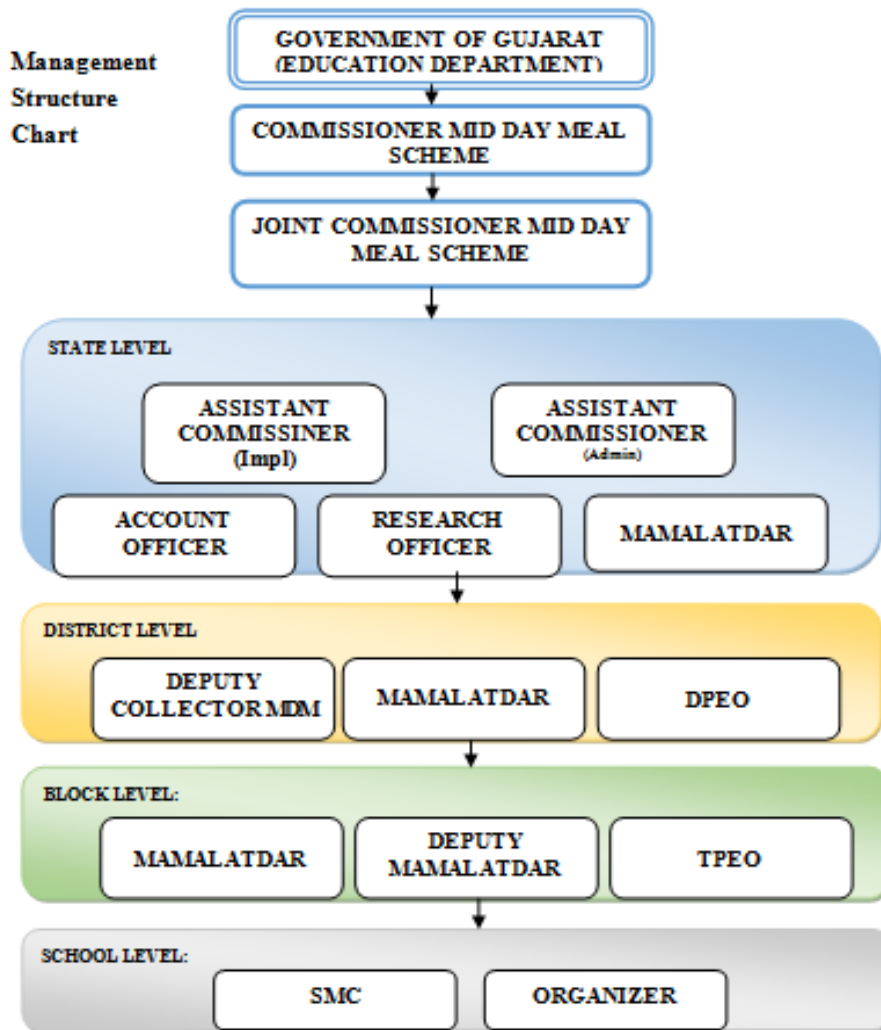 Management
Structure
Chart
GOVERNMENT OF GUJARAT
(EDUCATION DEPARTMENT)
COMMISSIONER MID DAY MEAL
SCHEME
JOINT COMMISSIONER MID DAY
MEAL SCHEME
STATE LEVEL
ASSISTANT
COMMISSINER
(Impl)
ASSISTANT
COMMISSIONER
(Admin)
ACCOUNT
OFFICER
RESEARCH
OFFICER
MAMALATDAR
DISTRICT LEVEL
DEPUTY
COLLECTOR MDM
MAMALATDAR
DPEO
BLOCK LEVEL:
MAMALATDAR
DEPUTY
MAMALATDAR
TPEO
SCHOOL LEVEL:
SMC
ORGANIZER